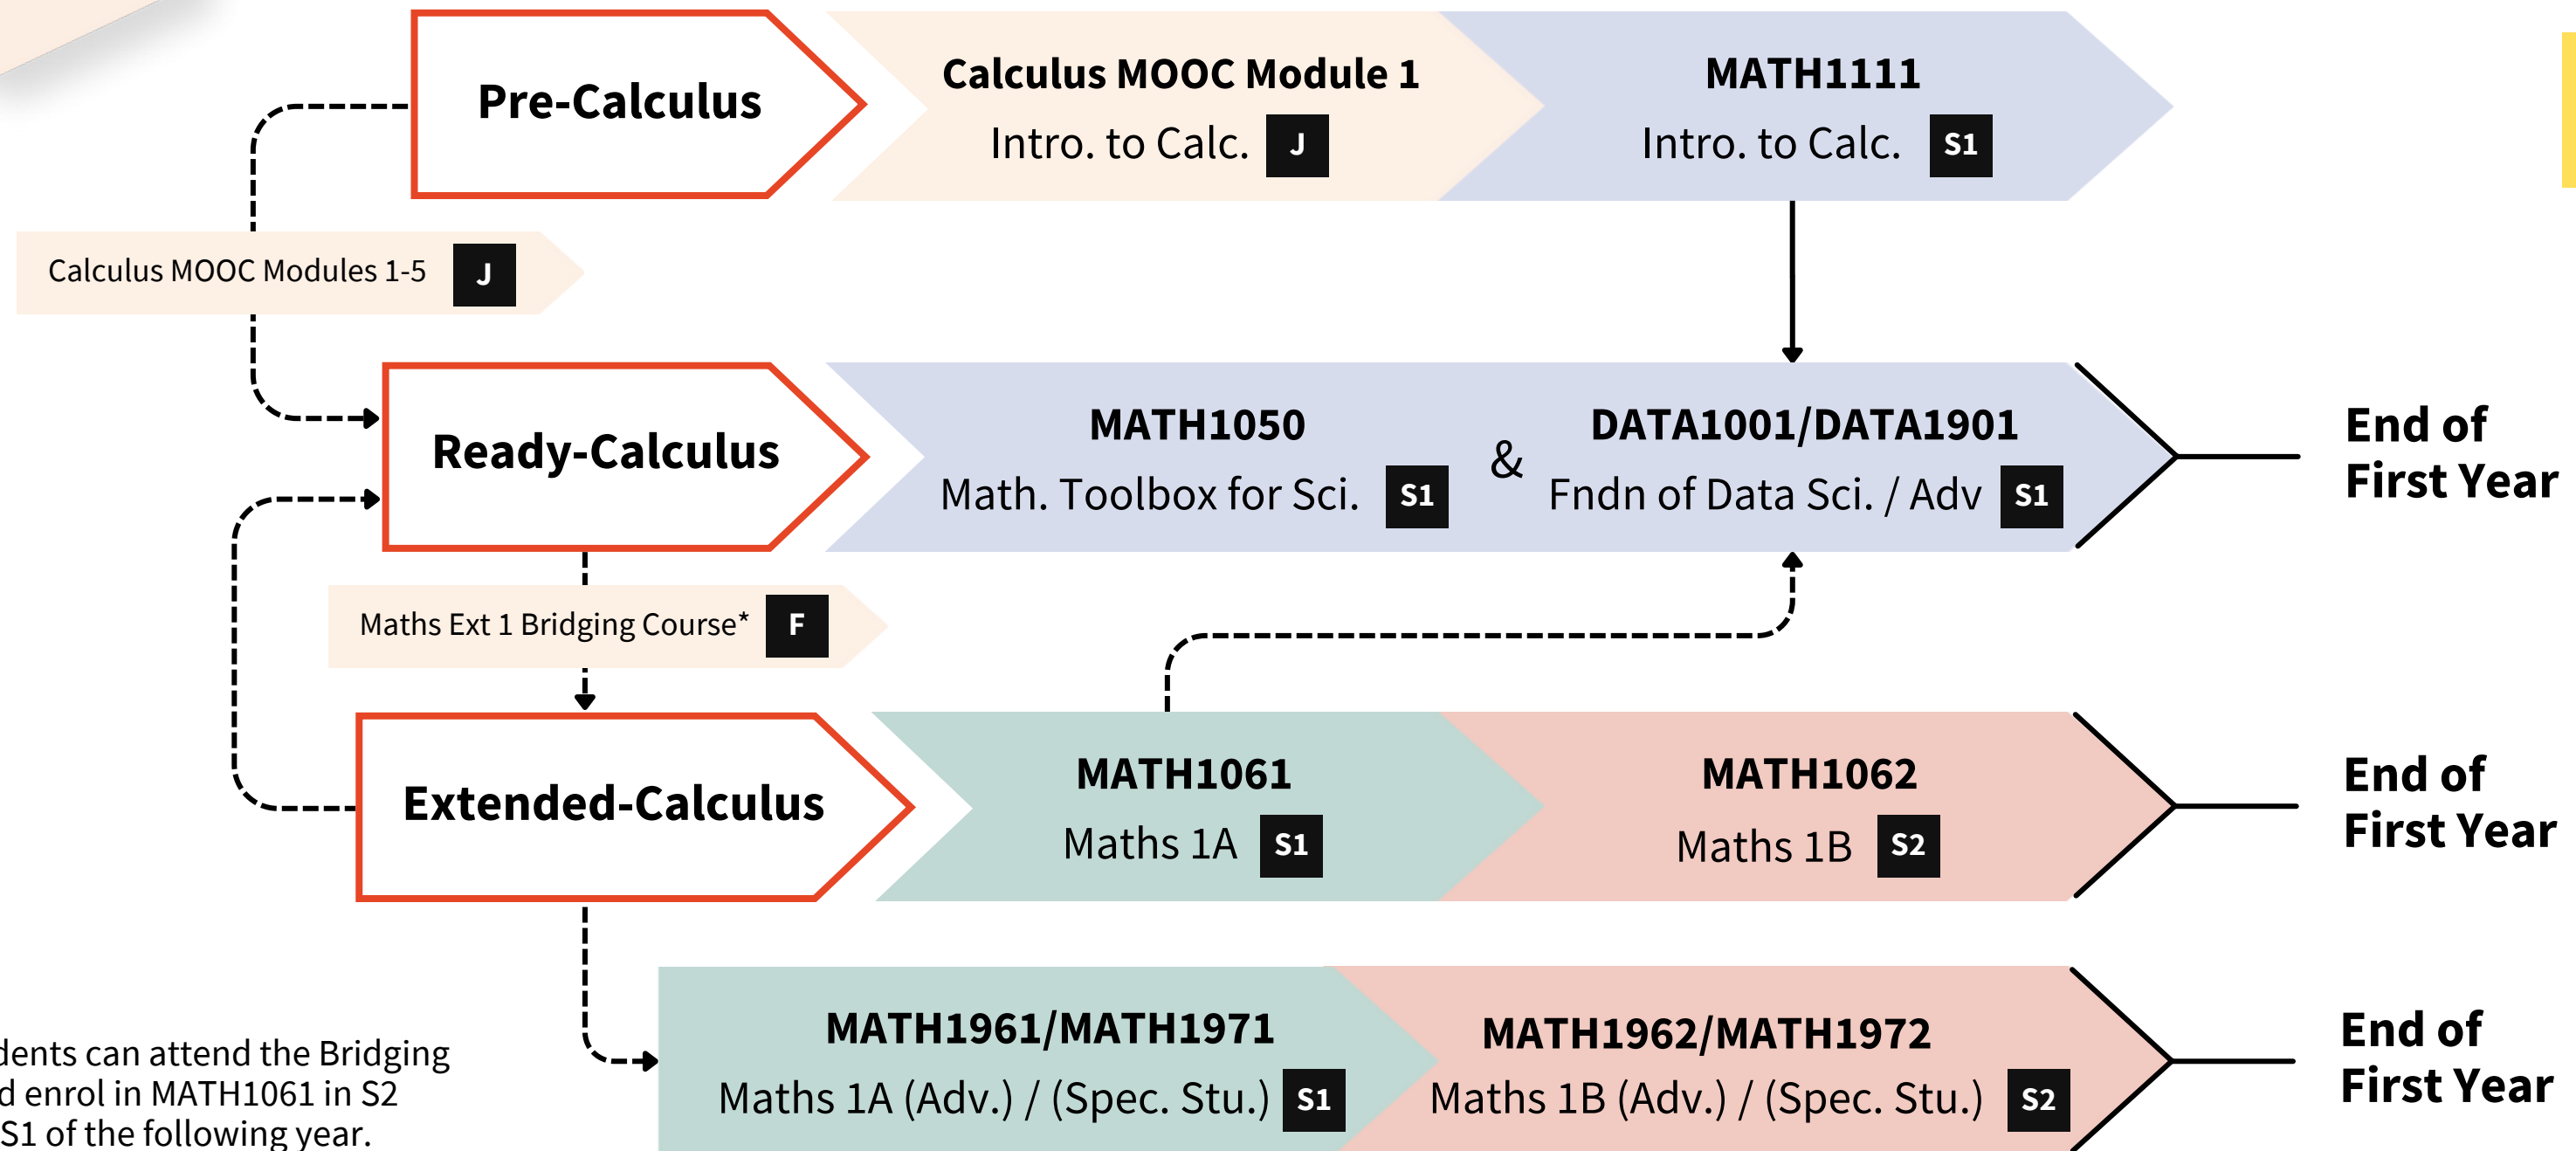 Pre-Calculus
Calculus MOOC Module 1
Intro. to Calc. J
MATH1111
Intro. to Calc. S1
Calculus MOOC Modules 1-5 J
Ready-Calculus
MATH1050
Math. Toolbox for Sci. S1
&
DATA1001/DATA1901
Fndn of Data Sci. / Adv S1
End of
First Year
Maths Ext 1 Bridging Course* F
Extended-Calculus
MATH1061
Maths 1A S1
MATH1062
Maths 1B S2
End of
First Year
MATH1961/MATH1971
Maths 1A (Adv.) / (Spec. Stu.) S1
MATH1962/MATH1972
Maths 1B (Adv.) / (Spec. Stu.) S2
End of
First Year
can attend the Bridging
enrol in MATH1061 in S2
S1 of the following year.